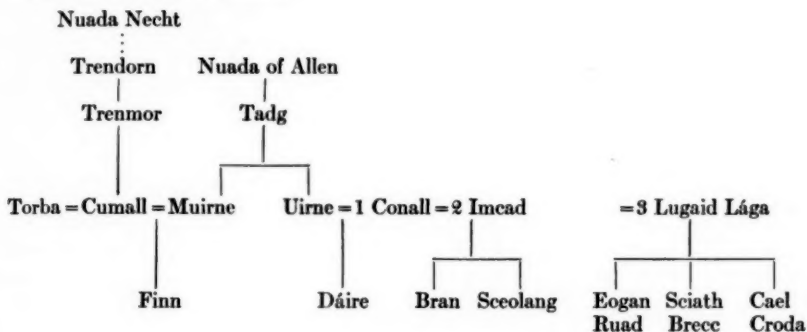 Nuada Necht
Trendorn Nuada of Allen
Trenmor Tadg
Torba = Cumall = Muirne Uirne = 1 Conall = 2 Imcad = 3 Lugaid Lága
Finn Dáire Bran Sceolang Eogan Sciath Cael
Ruad Brecc Croda